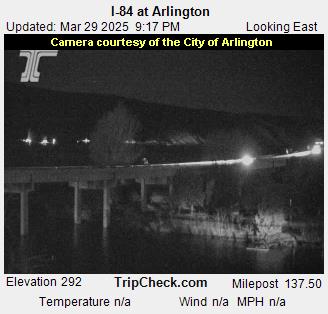 I-84 at Arlington
Updated: Mar 29 2025 9:17 PM Looking East
Camera courtesy of the City of Arlington
Elevation 292 TripCheck.com Milepost 137.50
Temperature n/a Wind n/a MPH n/a